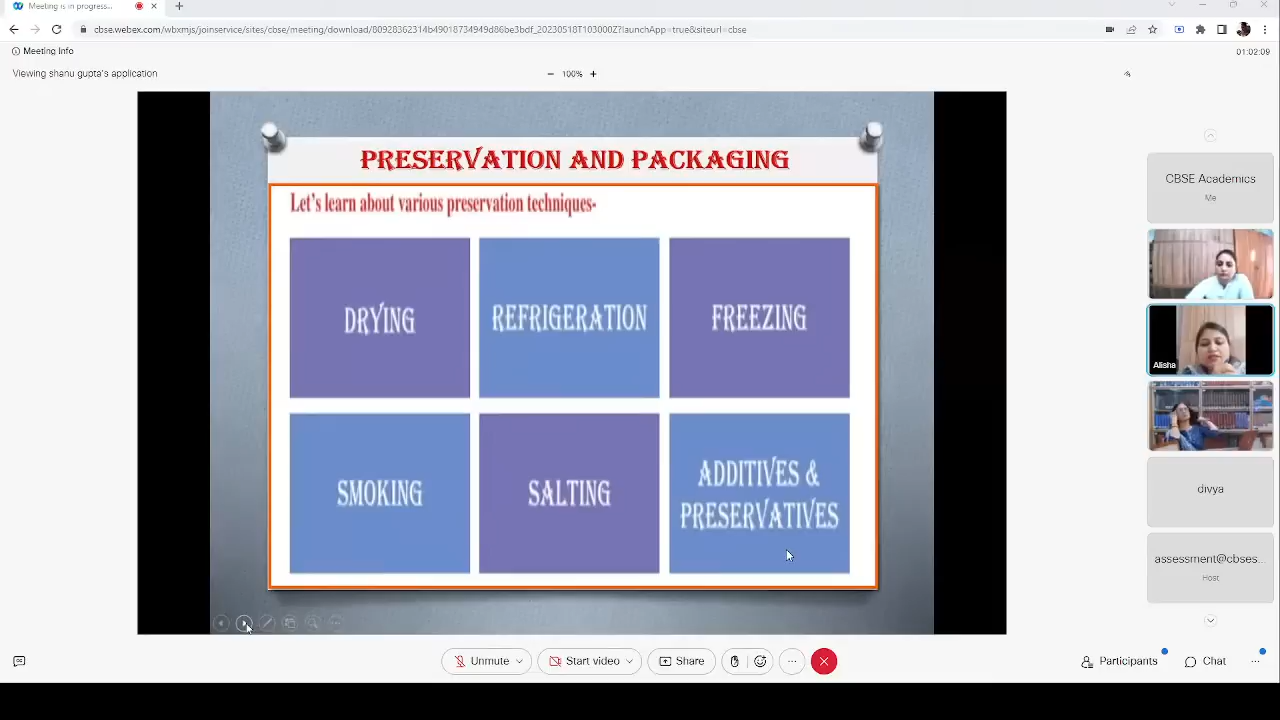 Meeting is in progress...
cbse.webex.com/wbxmjs/joinservice/sites/cbse/meeting/download/80928362314b49018734949d86be3bdf_20230518T103000Z?launchApp=true&siteurl=cbse
Meeting Info
01:02:09
Viewing shanu gupta's application
100%
PRESERVATION AND PACKAGING
Let's learn about various preservation techniques-
DRYING
REFRIGERATION
FREEZING
SMOKING
SALTING
ADDITIVES &
PRESERVATIVES
CBSE Academics
Me
Alisha
divya
assessment@cbses...
Host
Unmute
Start video
Share
Participants
Chat